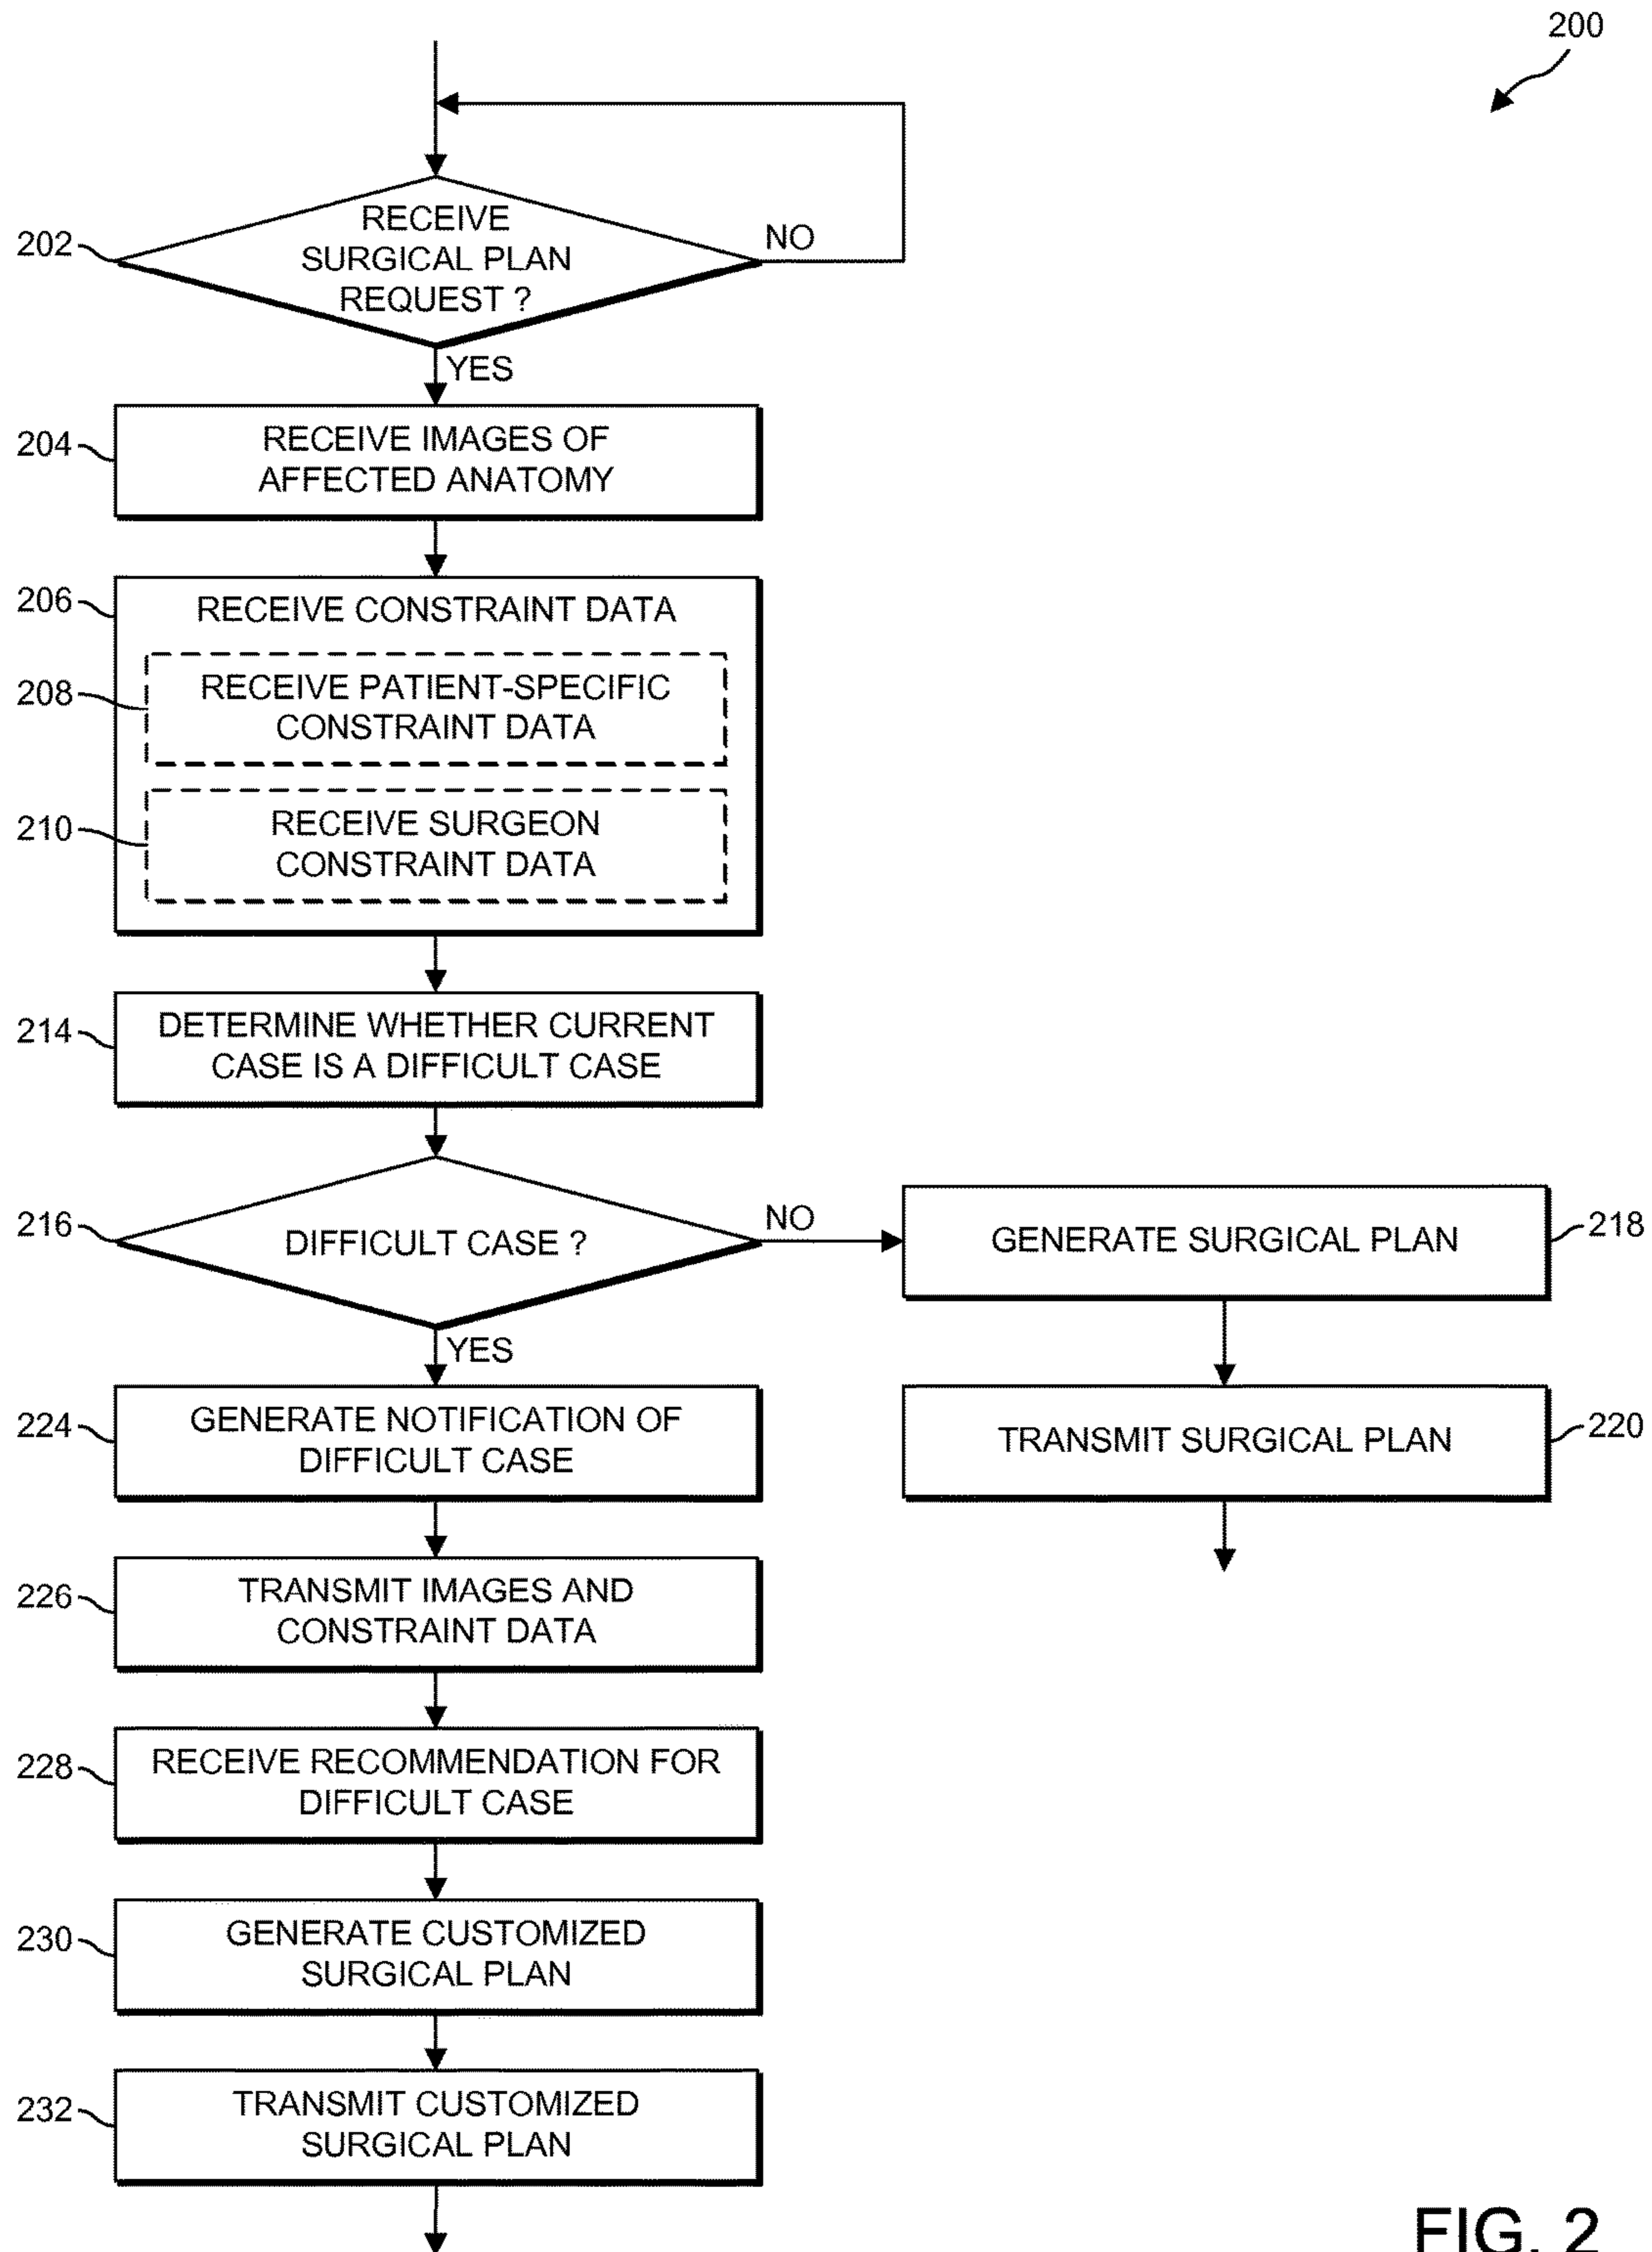 200
202
RECEIVE
SURGICAL PLAN
REQUEST ?
NO
YES
204
RECEIVE IMAGES OF
AFFECTED ANATOMY
206
RECEIVE CONSTRAINT DATA
208
RECEIVE PATIENT-SPECIFIC
CONSTRAINT DATA
210
RECEIVE SURGEON
CONSTRAINT DATA
214
DETERMINE WHETHER CURRENT
CASE IS A DIFFICULT CASE
216
DIFFICULT CASE ?
NO
GENERATE SURGICAL PLAN
218
YES
TRANSMIT SURGICAL PLAN
220
224
GENERATE NOTIFICATION OF
DIFFICULT CASE
226
TRANSMIT IMAGES AND
CONSTRAINT DATA
228
RECEIVE RECOMMENDATION FOR
DIFFICULT CASE
230
GENERATE CUSTOMIZED
SURGICAL PLAN
232
TRANSMIT CUSTOMIZED
SURGICAL PLAN
FIG. 2